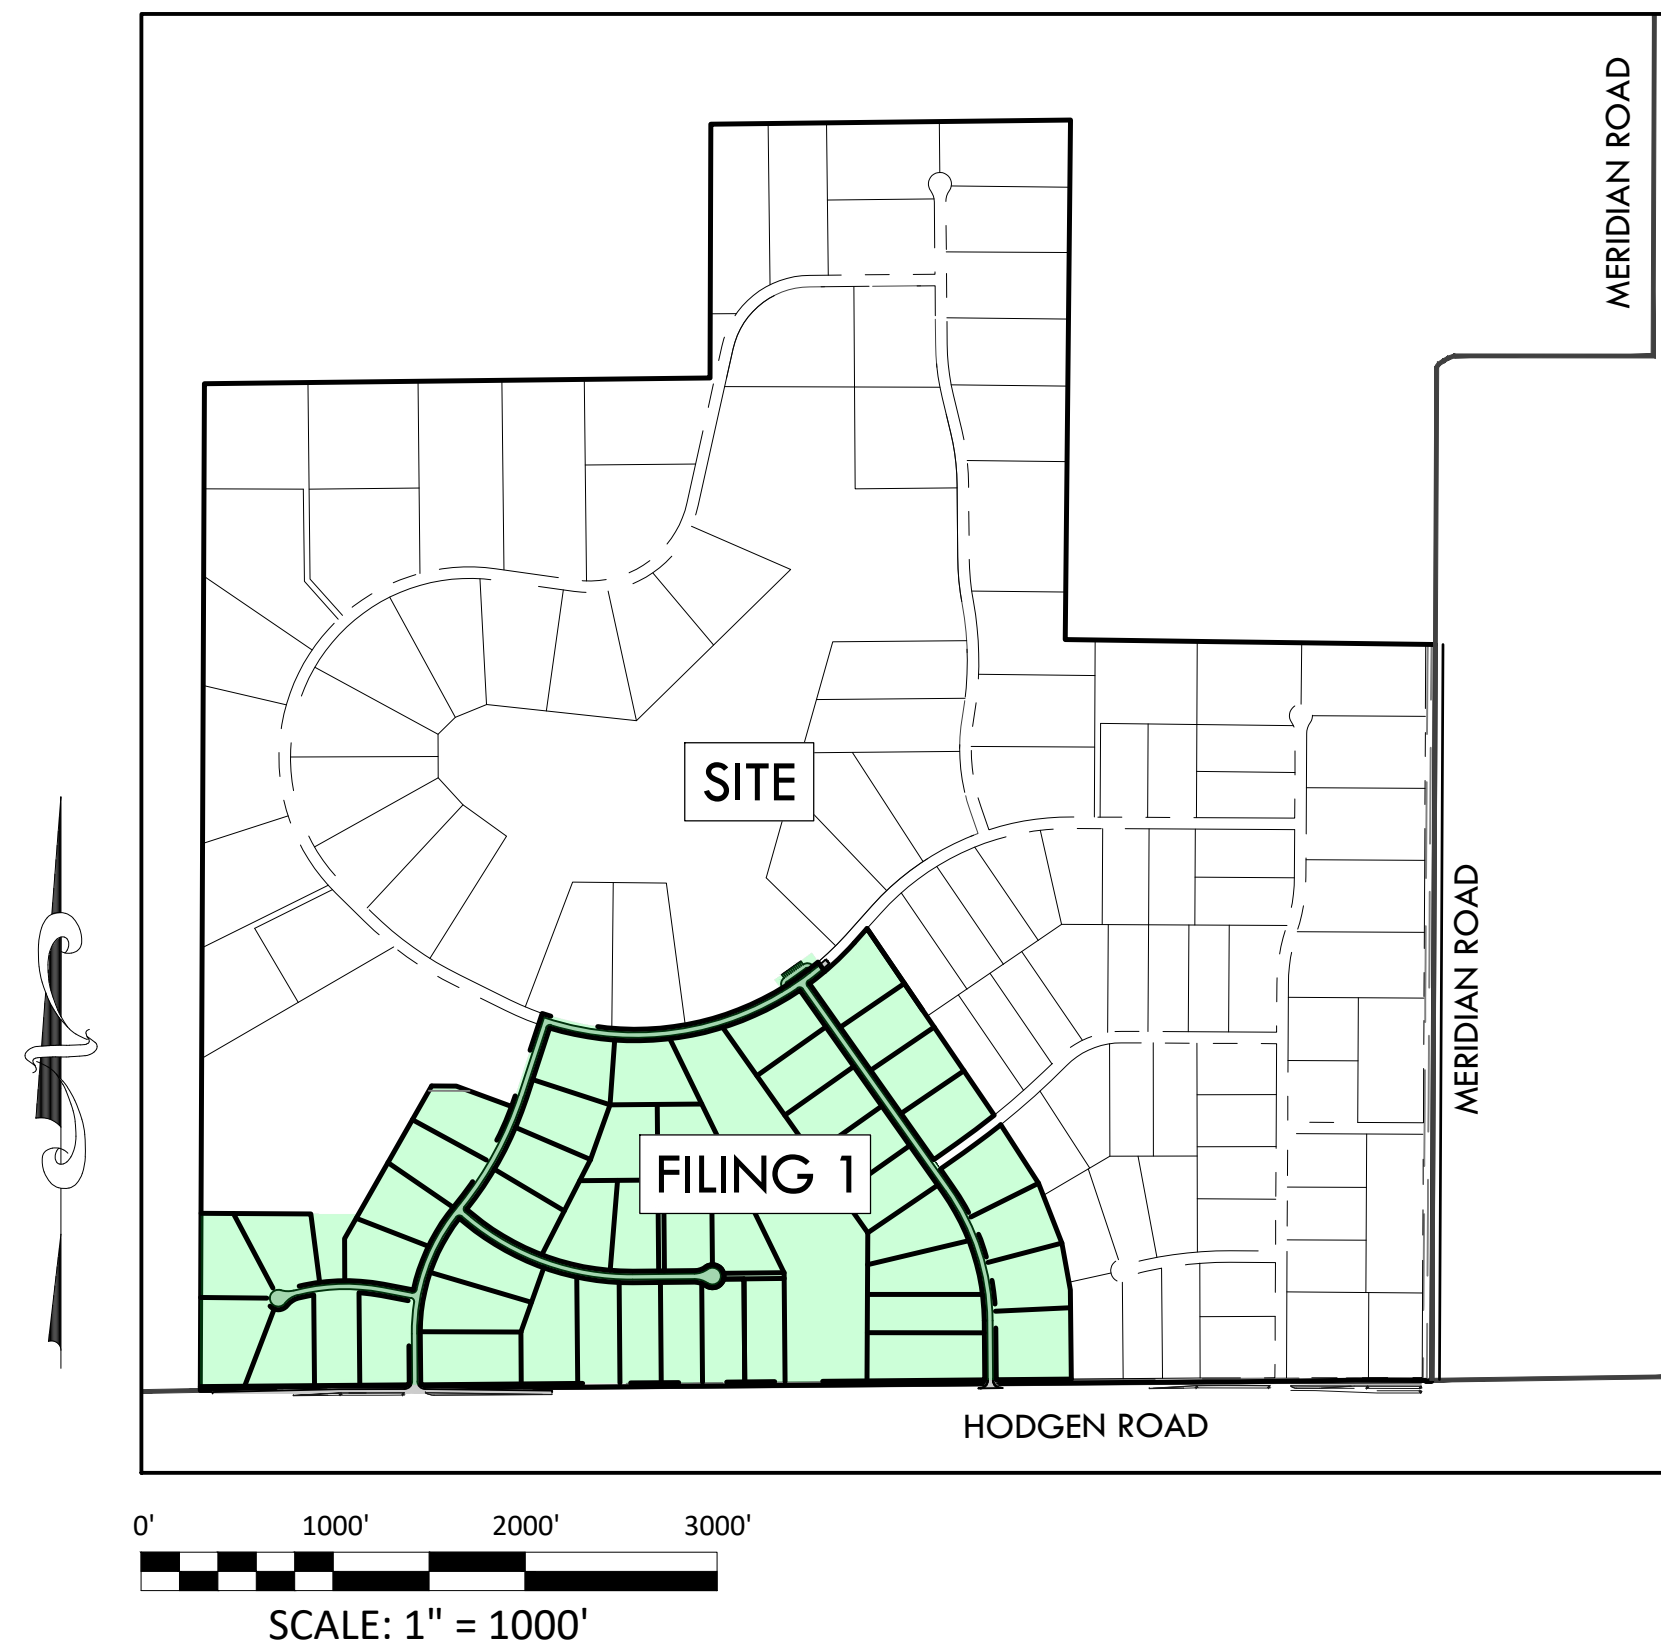 MERIDIAN ROAD
SITE
MERIDIAN ROAD
FILING 1
HODGEN ROAD
0' 1000' 2000' 3000'
SCALE: 1" = 1000'